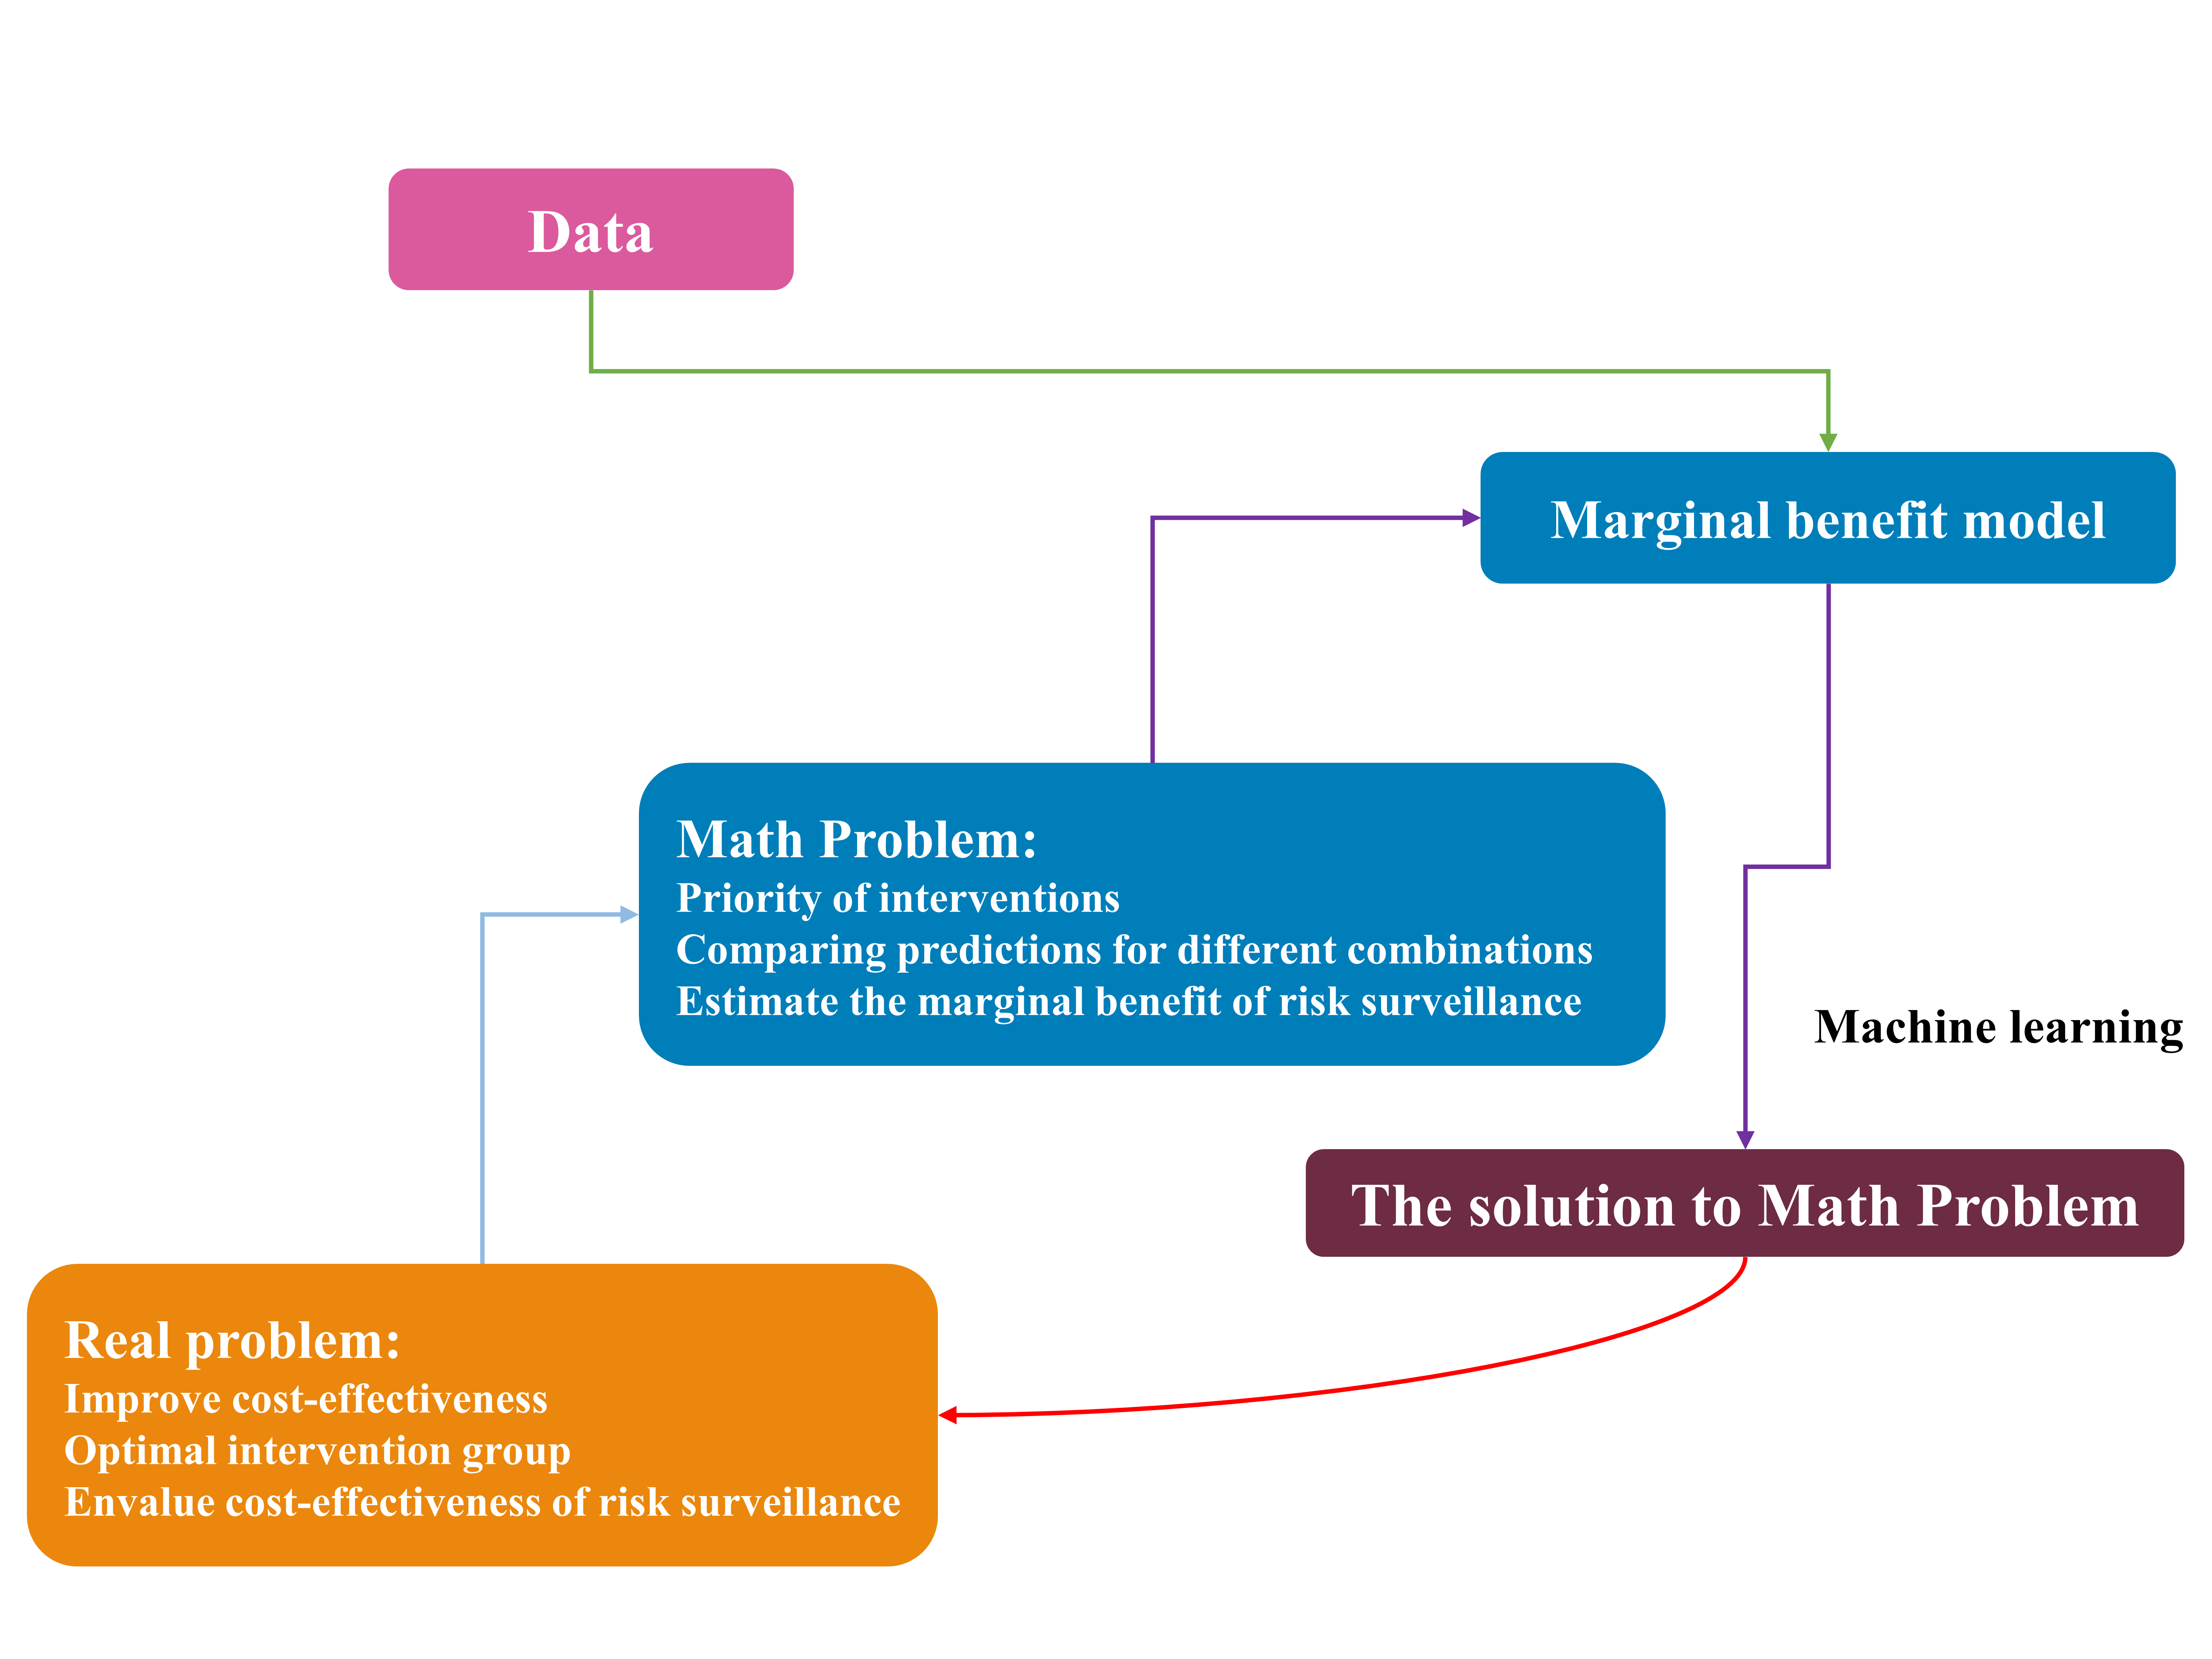 Data
Marginal benefit model
Math Problem:
Priority of interventions
Comparing predictions for different combinations
Estimate the marginal benefit of risk surveillance
Machine learning
The solution to Math Problem
Real problem:
Improve cost-effectiveness
Optimal intervention group
Envalue cost-effectiveness of risk surveillance